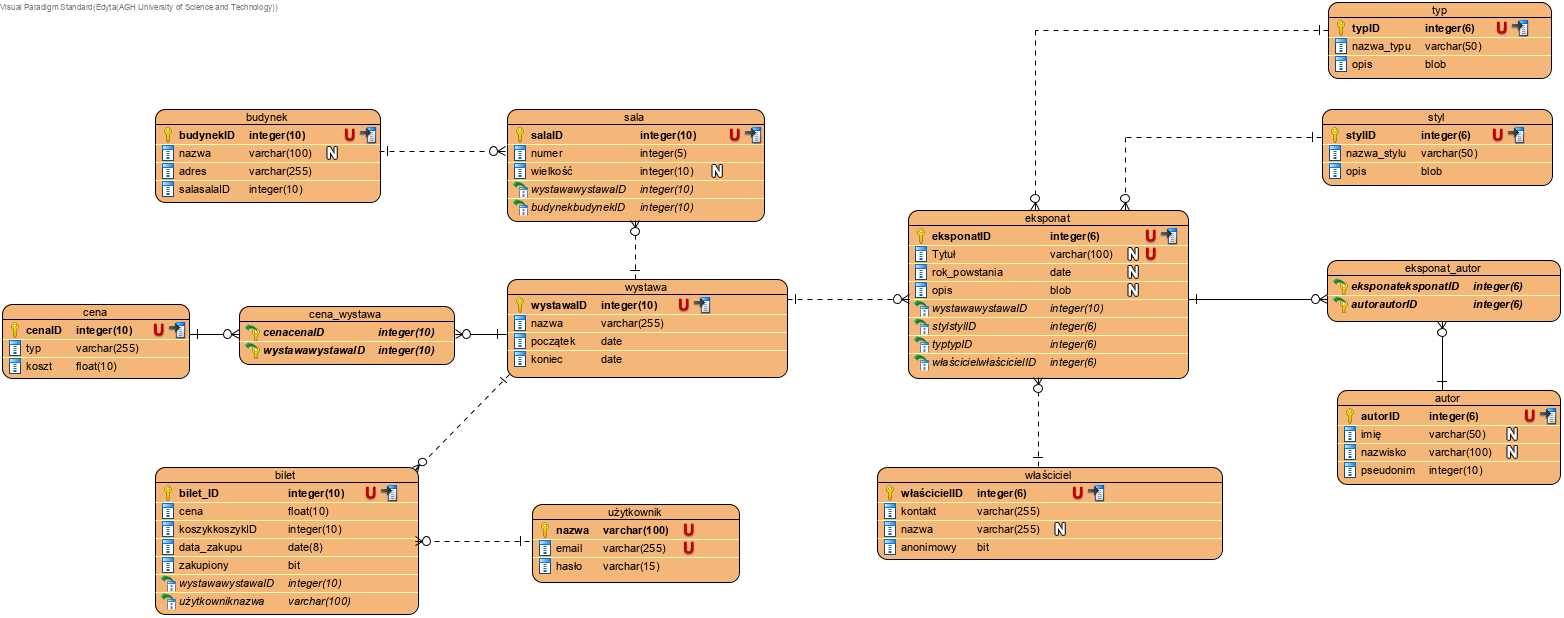 Visual Paradigm Standard(Edyta(AGH University of Science and Technology))
typ
typID integer(6) U
nazwa_typu varchar(50)
opis blob
budynek
budynekID integer(10) U
nazwa varchar(100) N
adres varchar(255)
salasalaID integer(10)
sala
salaID integer(10) U
numer integer(5)
wielkość integer(10) N
wystawawystawaID integer(10)
budynekbudynekID integer(10)
styl
stylID integer(6) U
nazwa_stylu varchar(50)
opis blob
eksponat
eksponatID integer(6) U
Tytuł varchar(100) N U
rok_powstania date N
opis blob N
wystawawystawaID integer(10)
stylstylID integer(6)
typtypID integer(6)
właścicielwłaścicielID integer(6)
eksponat_autor
eksponateksponatID integer(6)
autorautorID integer(6)
wystawa
wystawaID integer(10) U
nazwa varchar(255)
początek date
koniec date
cena
cenaID integer(10) U
typ varchar(255)
koszt float(10)
cena_wystawa
cenacenaID integer(10)
wystawawystawaID integer(10)
autor
autorID integer(6) U
imię varchar(50) N
nazwisko varchar(100) N
pseudonim integer(10)
bilet
bilet_ID integer(10) U
cena float(10)
koszykkoszykID integer(10)
data_zakupu date(8)
zakupiony bit
wystawawystawaID integer(10)
użytkowniknazwa varchar(100)
użytkownik
nazwa varchar(100) U
email varchar(255) U
hasło varchar(15)
właściciel
właścicielID integer(6) U
kontakt varchar(255)
nazwa varchar(255) N
anonimowy bit